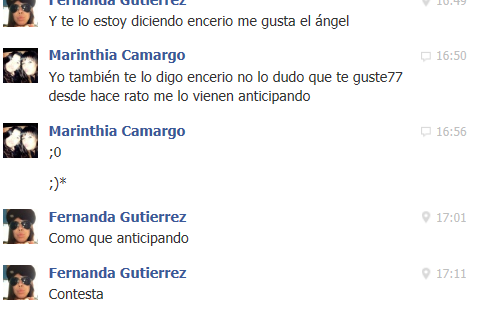 Fernanda Gutierrez 16:49
Y te lo estoy diciendo encerio me gusta el ángel
Marinthia Camargo 16:50
Yo también te lo digo encerio no lo dudo que te guste77
desde hace rato me lo vienen anticipando
Marinthia Camargo 16:56
;0
;)*
Fernanda Gutierrez 17:01
Como que anticipando
Fernanda Gutierrez 17:11
Contesta